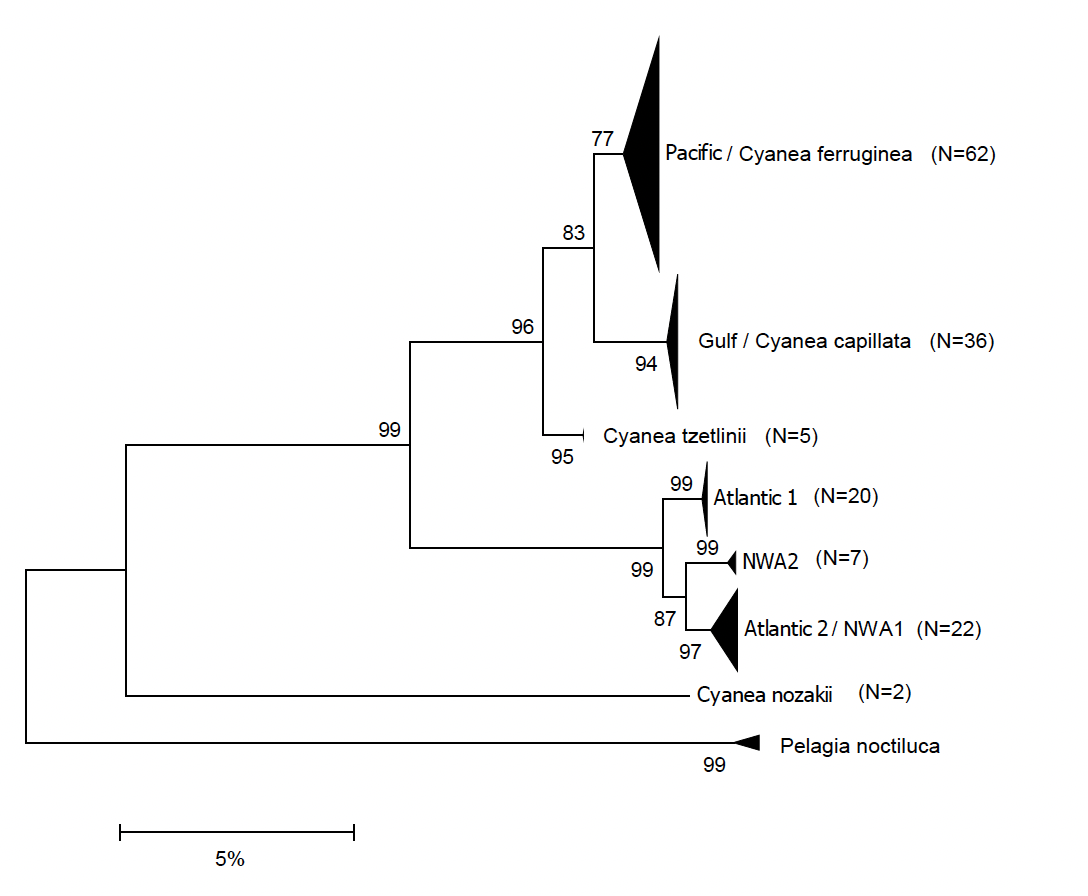 77
Pacific / Cyanea ferruginea (N=62)
83
96
Gulf / Cyanea capillata (N=36)
94
99
Cyanea tzetlinii (N=5)
95
99
Atlantic 1 (N=20)
99
NWA2 (N=7)
99
87
Atlantic 2 / NWA1 (N=22)
97
Cyanea nozakii (N=2)
Pelagia noctiluca
99
5%